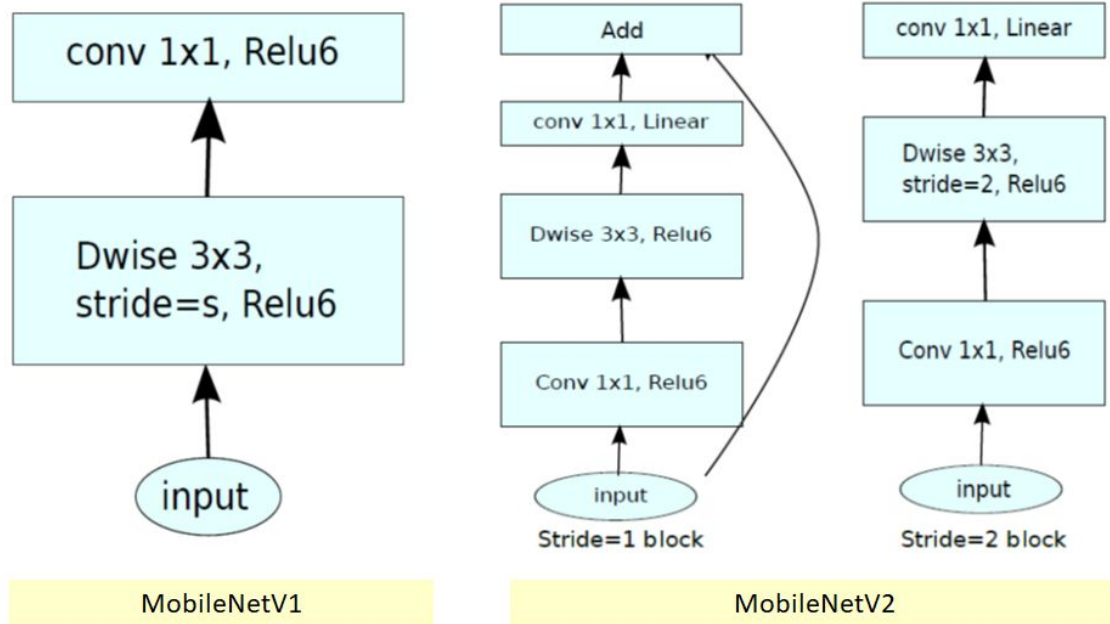 conv 1x1, Relu6
Dwise 3x3,
stride=s, Relu6
input
MobileNetV1
Add
conv 1x1, Linear
Dwise 3x3, Relu6
Conv 1x1, Relu6
input
Stride=1 block
conv 1x1, Linear
Dwise 3x3,
stride=2, Relu6
Conv 1x1, Relu6
input
Stride=2 block
MobileNetV2